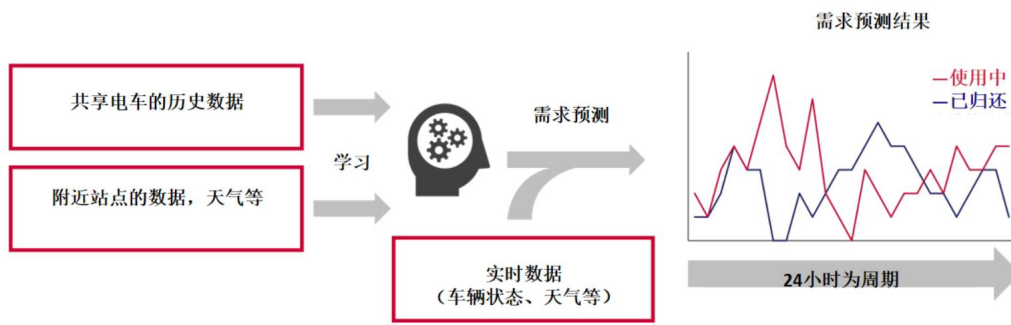 需求预测结果
共享电车的历史数据
附近站点的数据，天气等
学习
需求预测
实时数据
（车辆状态、天气等）
使用中
已归还
24小时为周期